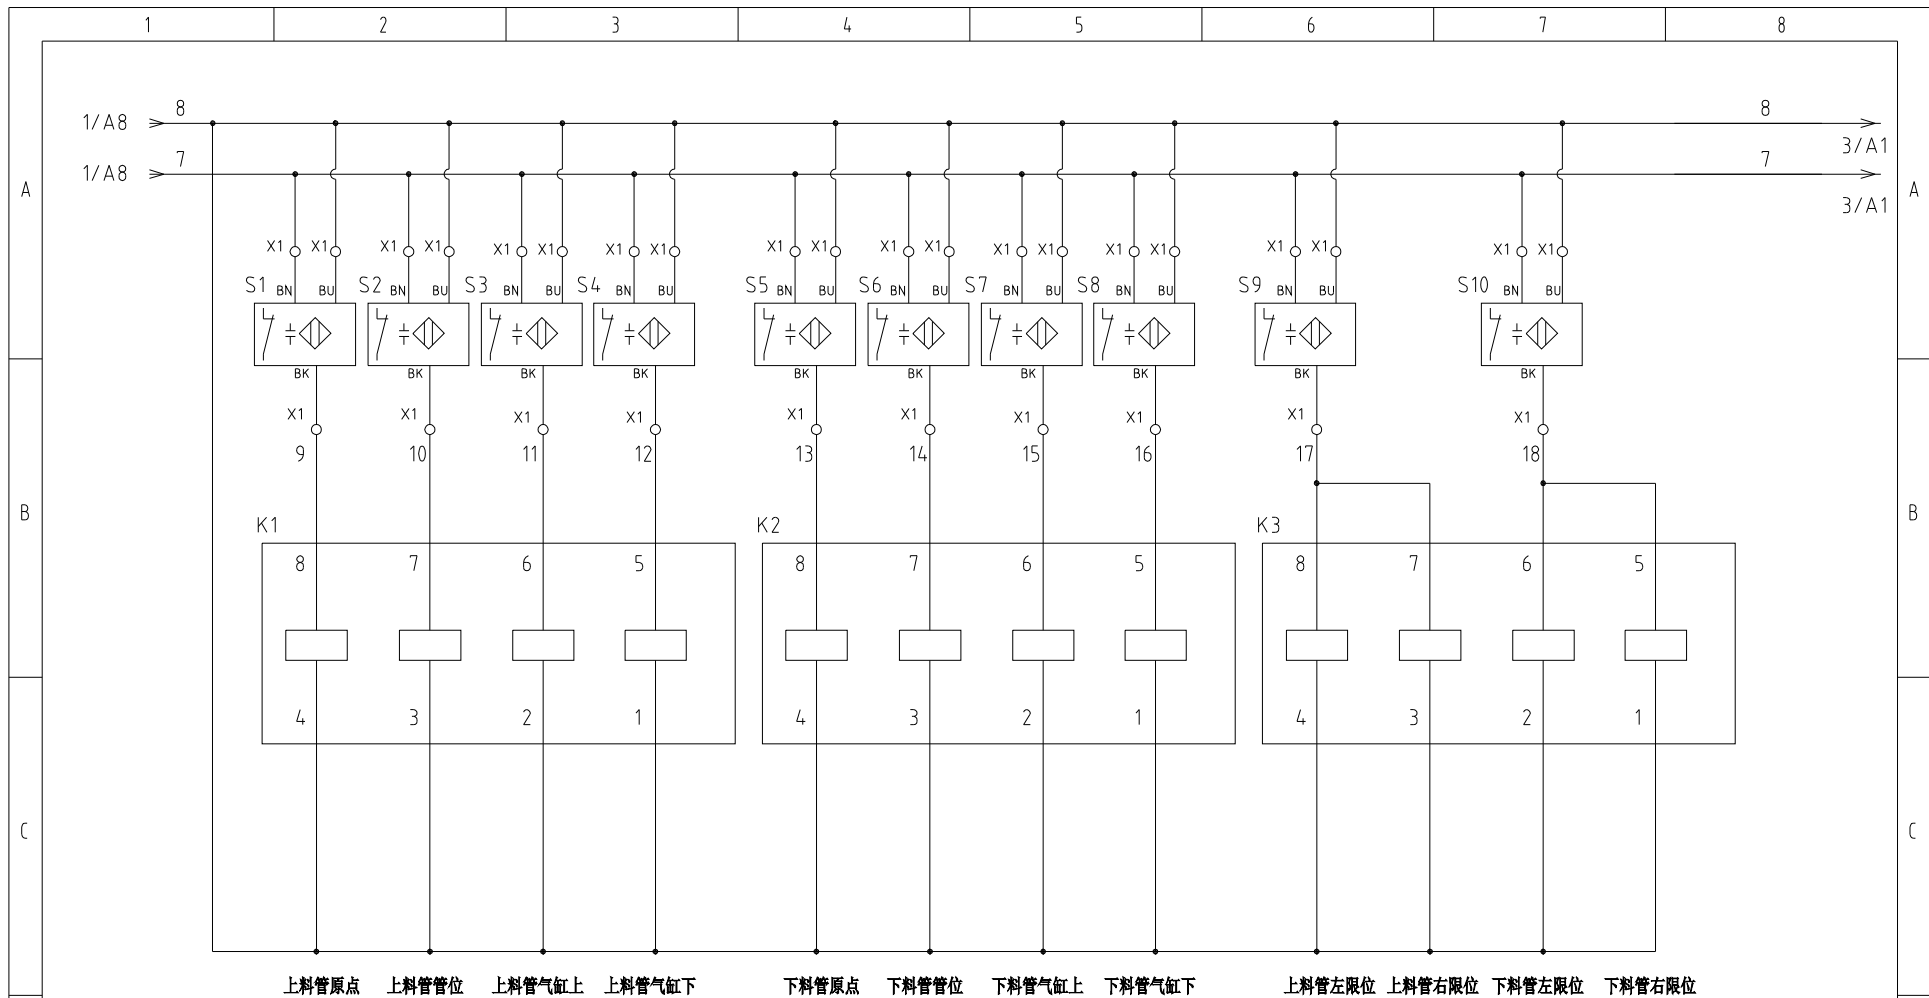 1 2 3 4 5 6 7 8
8 8
1/A8 3/A1
7 7
1/A8 3/A1
A A
X1 X1 X1 X1 X1 X1 X1 X1 X1 X1 X1 X1 X1 X1 X1 X1 X1 X1 X1 X1
S1 BN BU S2 BN BU S3 BN BU S4 BN BU S5 BN BU S6 BN BU S7 BN BU S8 BN BU S9 BN BU S10 BN BU
BK BK BK BK BK BK BK BK BK BK
X1 X1 X1 X1 X1 X1 X1 X1 X1 X1
9 10 11 12 13 14 15 16 17 18
B B
K1 K2 K3
8 7 6 5 8 7 6 5 8 7 6 5
4 3 2 1 4 3 2 1 4 3 2 1
C C
上料管原点 上料管管位 上料管气缸上 上料管气缸下 下料管原点 下料管管位 下料管气缸上 下料管气缸下 上料管左限位 上料管右限位 下料管左限位 下料管右限位